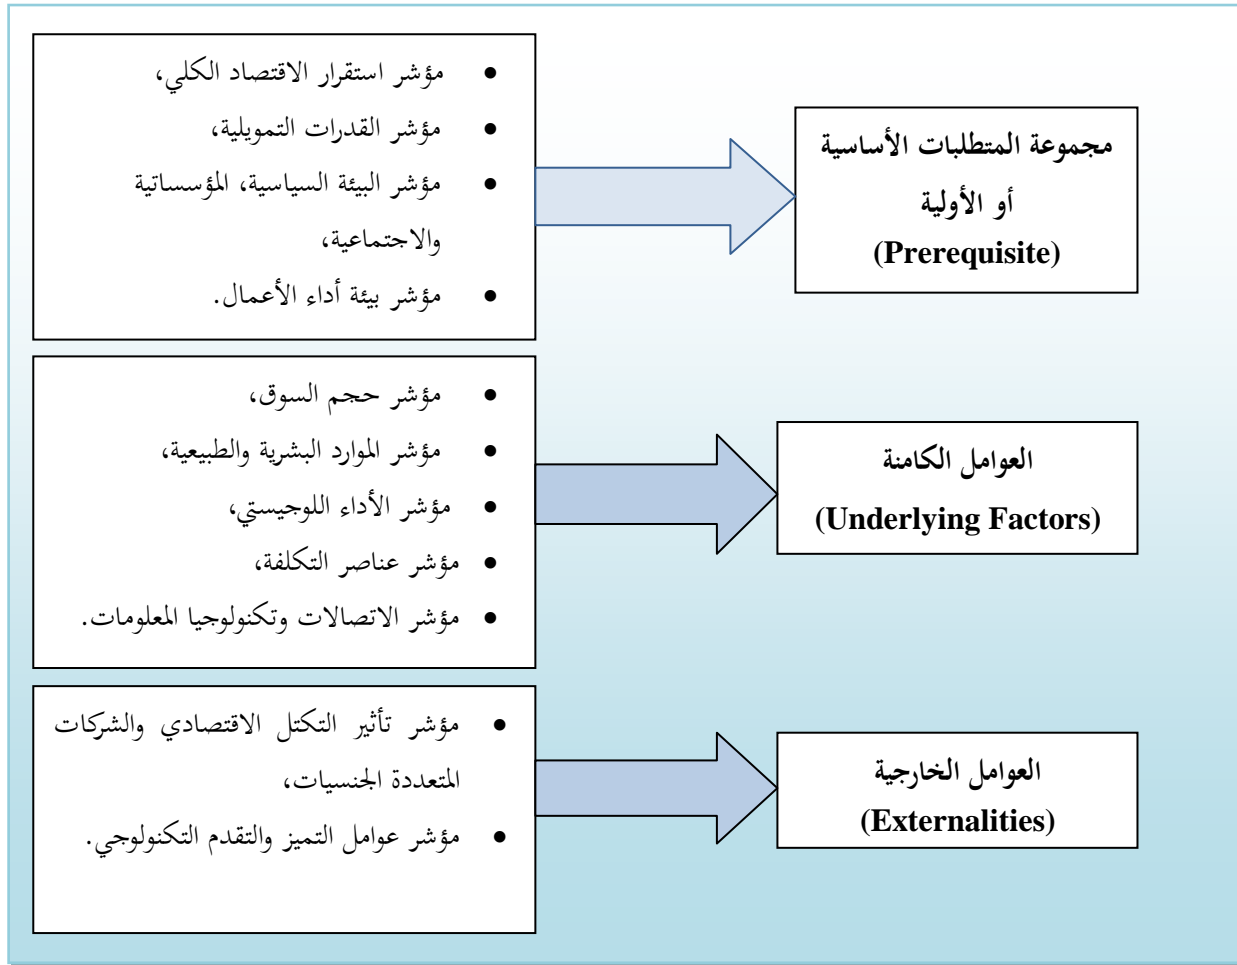 مجموعة المتطلبات الأساسية
أو الأولية
(Prerequisite)
• مؤشر استقرار الاقتصاد الكلي،
• مؤشر القدرات التمويلية،
• مؤشر البيئة السياسية، المؤسساتية
والاجتماعية،
• مؤشر بيئة أداء الأعمال.
العوامل الكامنة
(Underlying Factors)
• مؤشر حجم السوق،
• مؤشر الموارد البشرية والطبيعية،
• مؤشر الأداء اللوجيستي،
• مؤشر عناصر التكلفة،
• مؤشر الاتصالات وتكنولوجيا المعلومات.
العوامل الخارجية
(Externalities)
• مؤشر تأثير التكتل الاقتصادي والشركات
المتعددة الجنسيات،
• مؤشر عوامل التميز والتقدم التكنولوجي.